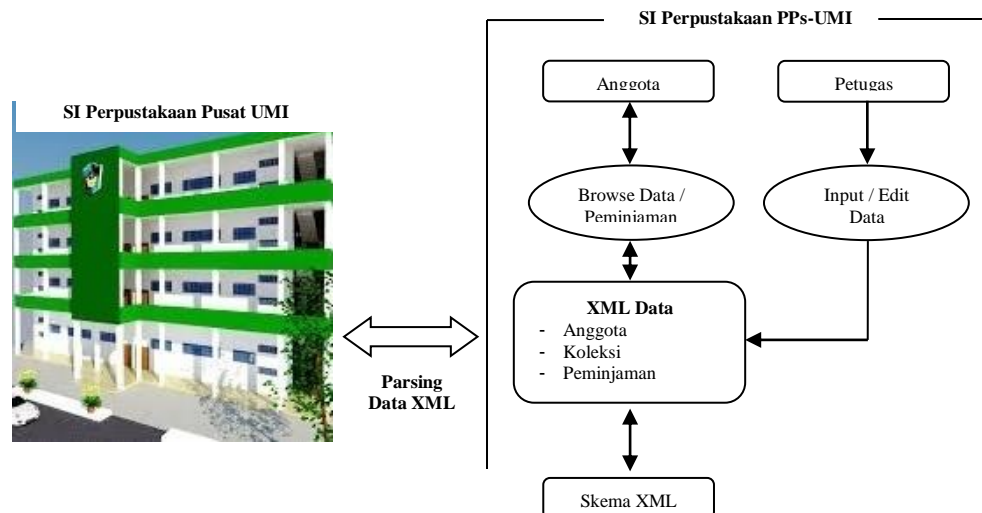 SI Perpustakaan PPs-UMI
SI Perpustakaan Pusat UMI
Anggota
Petugas
Browse Data /
Peminjaman
Input / Edit
Data
XML Data
- Anggota
- Koleksi
- Peminjaman
Parsing
Data XML
Skema XML